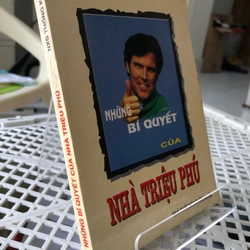 NHỮNG
BÍ QUYẾT
CỦA
NHÀ TRIỆU PHÚ
NHỮNG BÍ QUYẾT CỦA NHÀ TRIỆU PHÚ